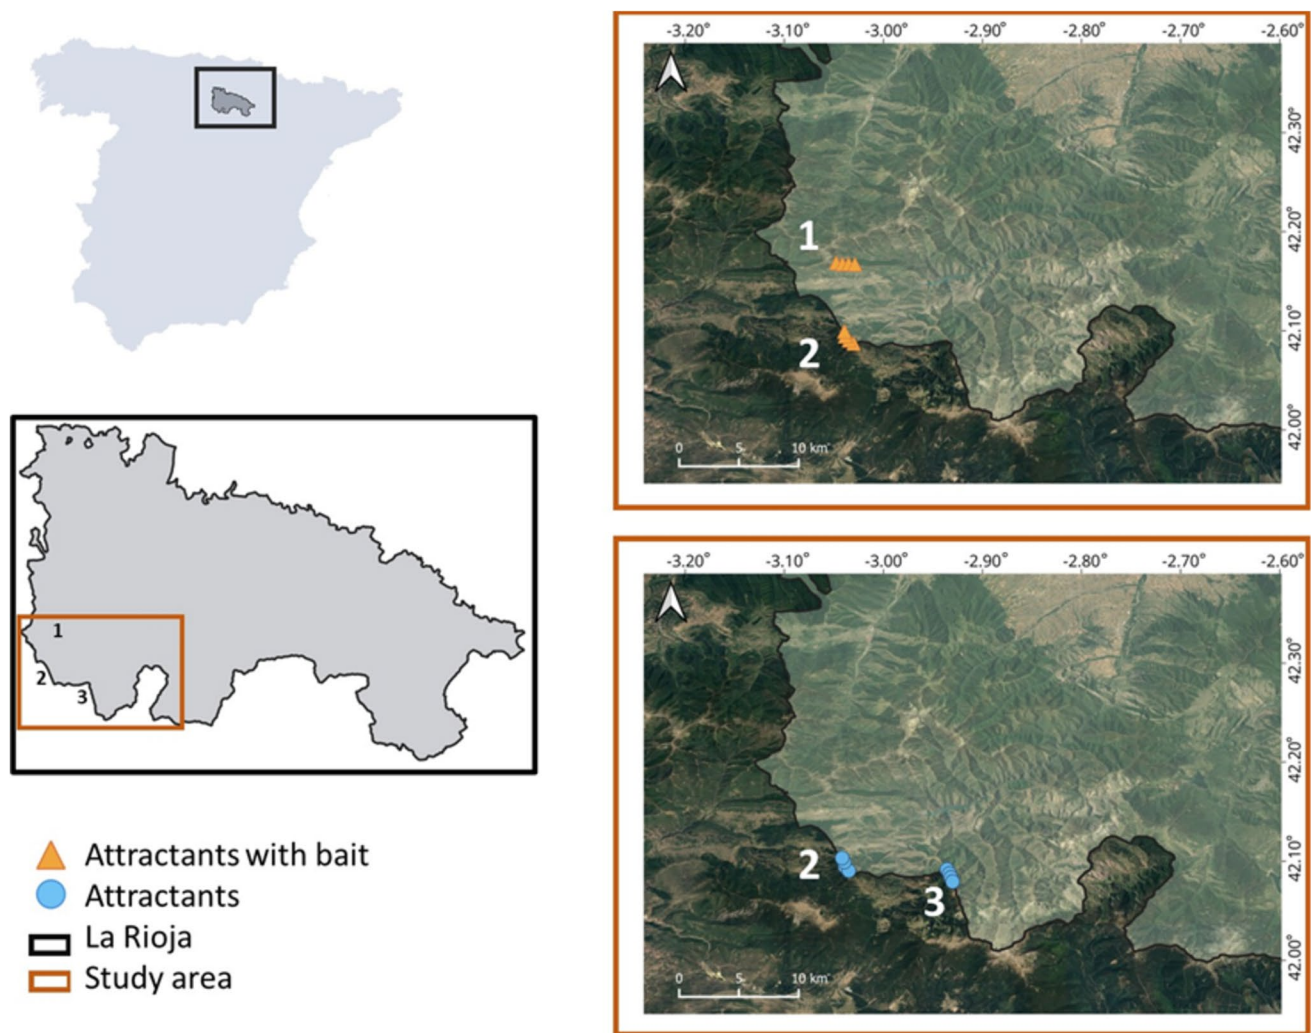 -3.20° -3.10° -3.00° -2.90° -2.80° -2.70° -2.60°
42.30°
1
42.20°
42.10°
2
42.00°
0 5 10 km
1
2
3
-3.20° -3.10° -3.00° -2.90° -2.80° -2.70° -2.60°
42.30°
42.20°
42.10°
2
3
42.00°
0 5 10 km
Attractants with bait
Attractants
La Rioja
Study area